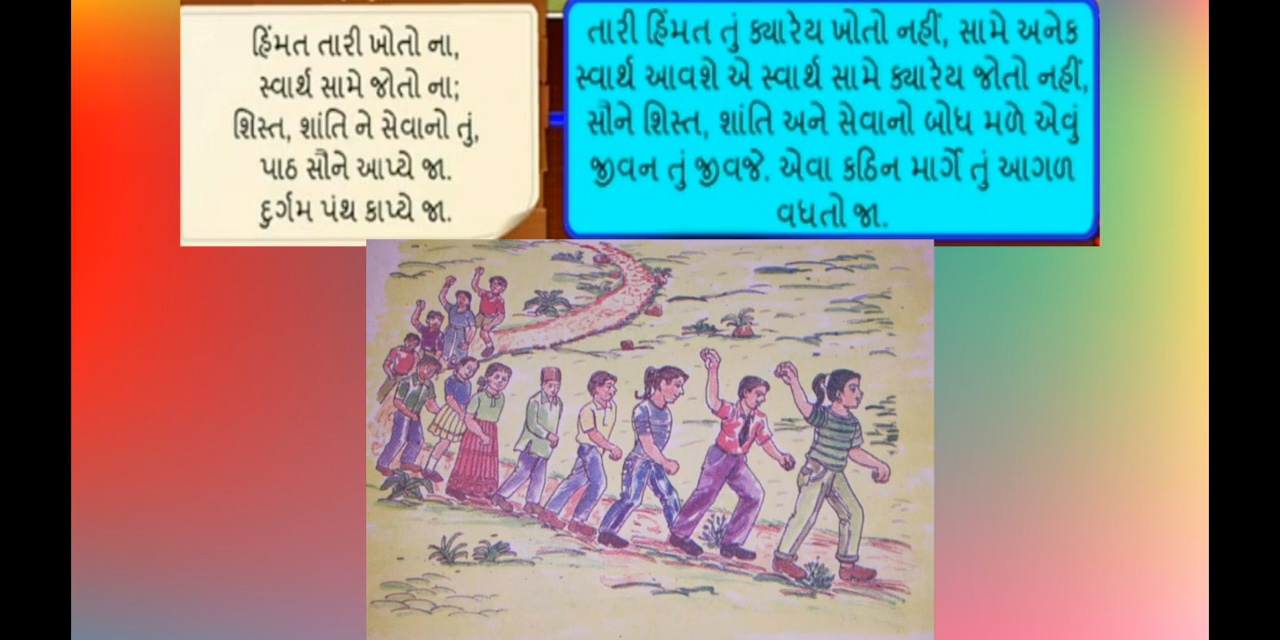 હિંમત તારી ખોતો ના,
સ્વાર્થ સામે જોતો ના;
શિસ્ત, શાંતિ ને સેવાનો તું,
પાઠ સૌને આપ્યે જા.
દુર્ગમ પંથ કાપ્યે જા.
તારી હિંમત તું ક્યારેય ખોતો નહીં, સામે અનેક
સ્વાર્થ આવશે એ સ્વાર્થ સામે ક્યારેય જોતો નહીં,
સૌને શિસ્ત, શાંતિ અને સેવાનો બોધ મળે એવું
જીવન તું જીવજે. એવા કઠિન માર્ગે તું આગળ
વધતો જા.